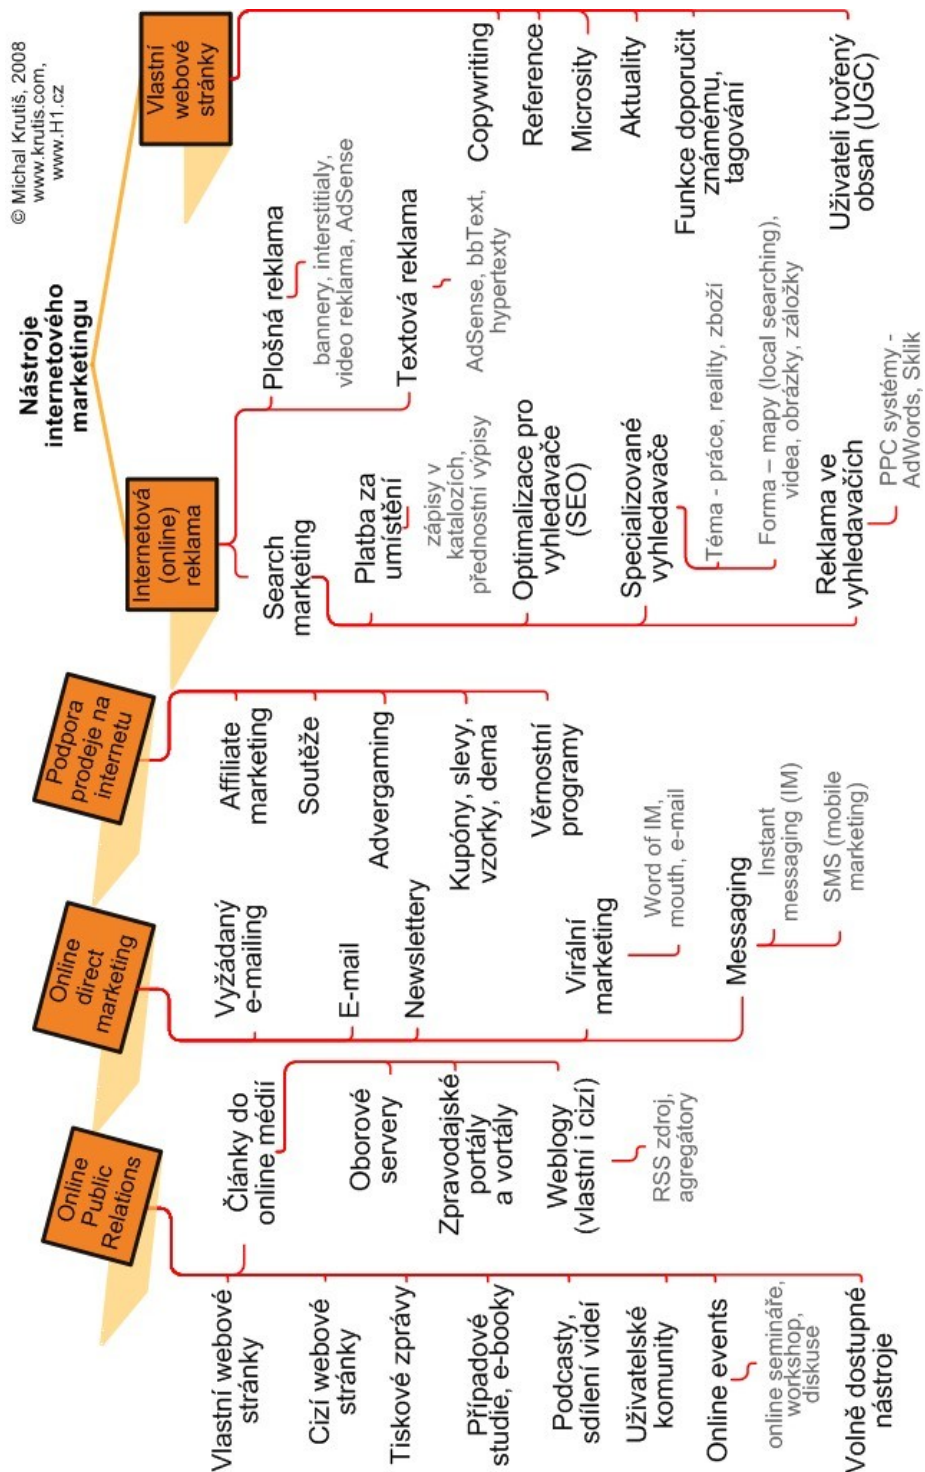 © Michal Krutiš, 2008
www.krutis.com,
www.H1.cz
Nástroje
internetového
marketingu
Online
Public
Relations
Vlastní webové
stránky
Cizí webové
stránky
Tiskové zprávy
Případové
studie, e-booky
Podcasty,
sdílení videí
Uživatelské
komunity
Online events
online semináře,
workshop,
diskuse
Volně dostupné
nástroje
Články do
online médií
Oborové
servery
Zpravodajské
portály
a vortály
Weblogy
(vlastní i cizí)
RSS zdroj,
agregátory
Online
direct
marketing
Vyžádaný
e-mailing
E-mail
Newslettery
Virální
marketing
Word of IM,
mouth, e-mail
Messaging
Instant
messaging (IM)
SMS (mobile
marketing)
Podpora
prodeje na
internetu
Affiliate
marketing
Soutěže
Advergaming
Kupóny, slevy,
vzorky, dema
Věrnostní
programy
Internetová
(online)
reklama
Search
marketing
Platba za
umístění
zápisy v
katalozích,
přednostní výpisy
Optimalizace pro
vyhledavače
(SEO)
Specializované
vyhledavače
Téma - práce, reality, zboží
Forma – mapy (local searching),
videa, obrázky, záložky
Reklama ve
vyhledavačích
PPC systémy -
AdWords, Sklik
Plošná reklama
bannery, interstitialy,
video reklama, AdSense
Textová reklama
AdSense, bbText,
hypertexty
Vlastní
webové
stránky
Copywriting
Reference
Microsity
Aktuality
Funkce doporučit
známému,
tagování
Uživateli tvořený
obsah (UGC)